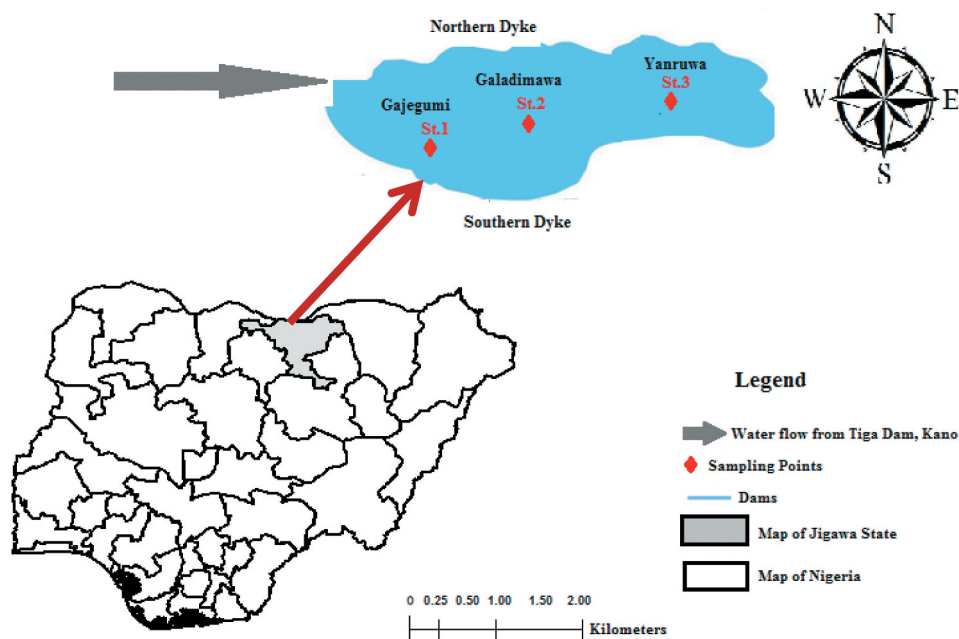 Northern Dyke
N
W
E
S
Yanruwa
St.3
Galadimawa
St.2
Gajegumi
St.1
Southern Dyke
Legend
Water flow from Tiga Dam, Kano
Sampling Points
Dams
Map of Jigawa State
Map of Nigeria
0 0.25 0.50 1.00 1.50 2.00
Kilometers